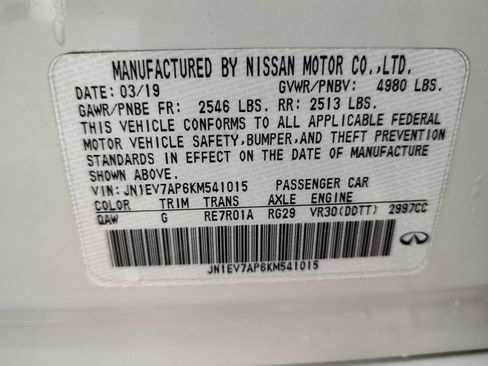 MANUFACTURED BY NISSAN MOTOR CO.,LTD.
DATE: 03/19 GVWR/PNBV: 4980 LBS.
GAWR/PNBE FR: 2546 LBS. RR: 2513 LBS.
THIS VEHICLE CONFORMS TO ALL APPLICABLE FEDERAL
MOTOR VEHICLE SAFETY,BUMPER,AND THEFT PREVENTION
STANDARDS IN EFFECT ON THE DATE OF MANUFACTURE
SHOWN ABOVE.
VIN: JN1EV7AP6KM541015 PASSENGER CAR
COLOR TRIM TRANS AXLE ENGINE
QAW G RE7R01A RG29 VR30(DDTT) 2997CC
JN1EV7AP6KM541015